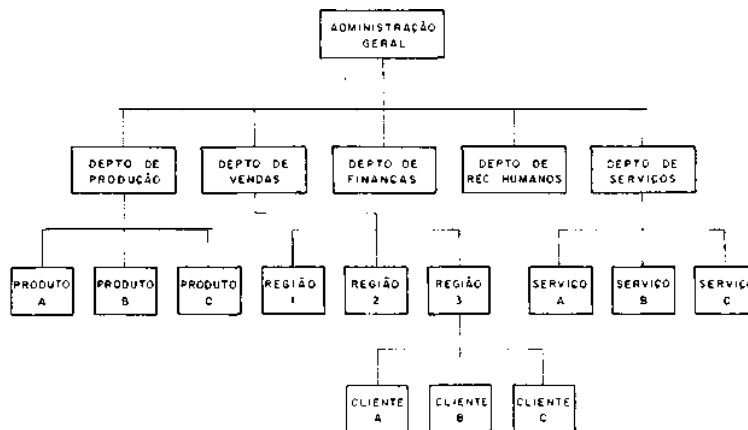 ADMINISTRAÇÃO
GERAL
DEPTO DE
PRODUÇÃO
DEPTO DE
VENDAS
DEPTO DE
FINANÇAS
DEPTO DE
REC HUMANOS
DEPTO DE
SERVIÇOS
PRODUTO
A
PRODUTO
B
PRODUTO
C
REGIÃO
1
REGIÃO
2
REGIÃO
3
SERVIÇO
A
SERVIÇO
B
SERVIÇO
C
CLIENTE
A
CLIENTE
B
CLIENTE
C